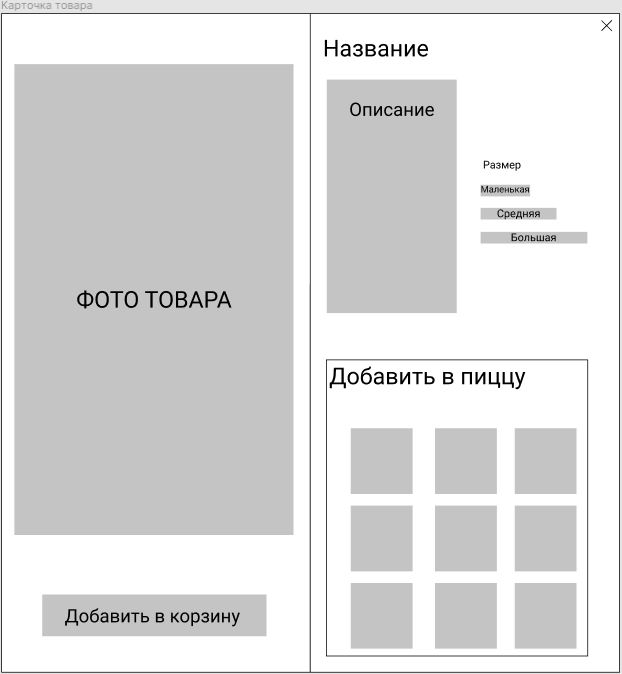 Карточка товара
Название
Описание
Размер
Маленькая
Средняя
Большая
ФОТО ТОВАРА
Добавить в пиццу
Добавить в корзину